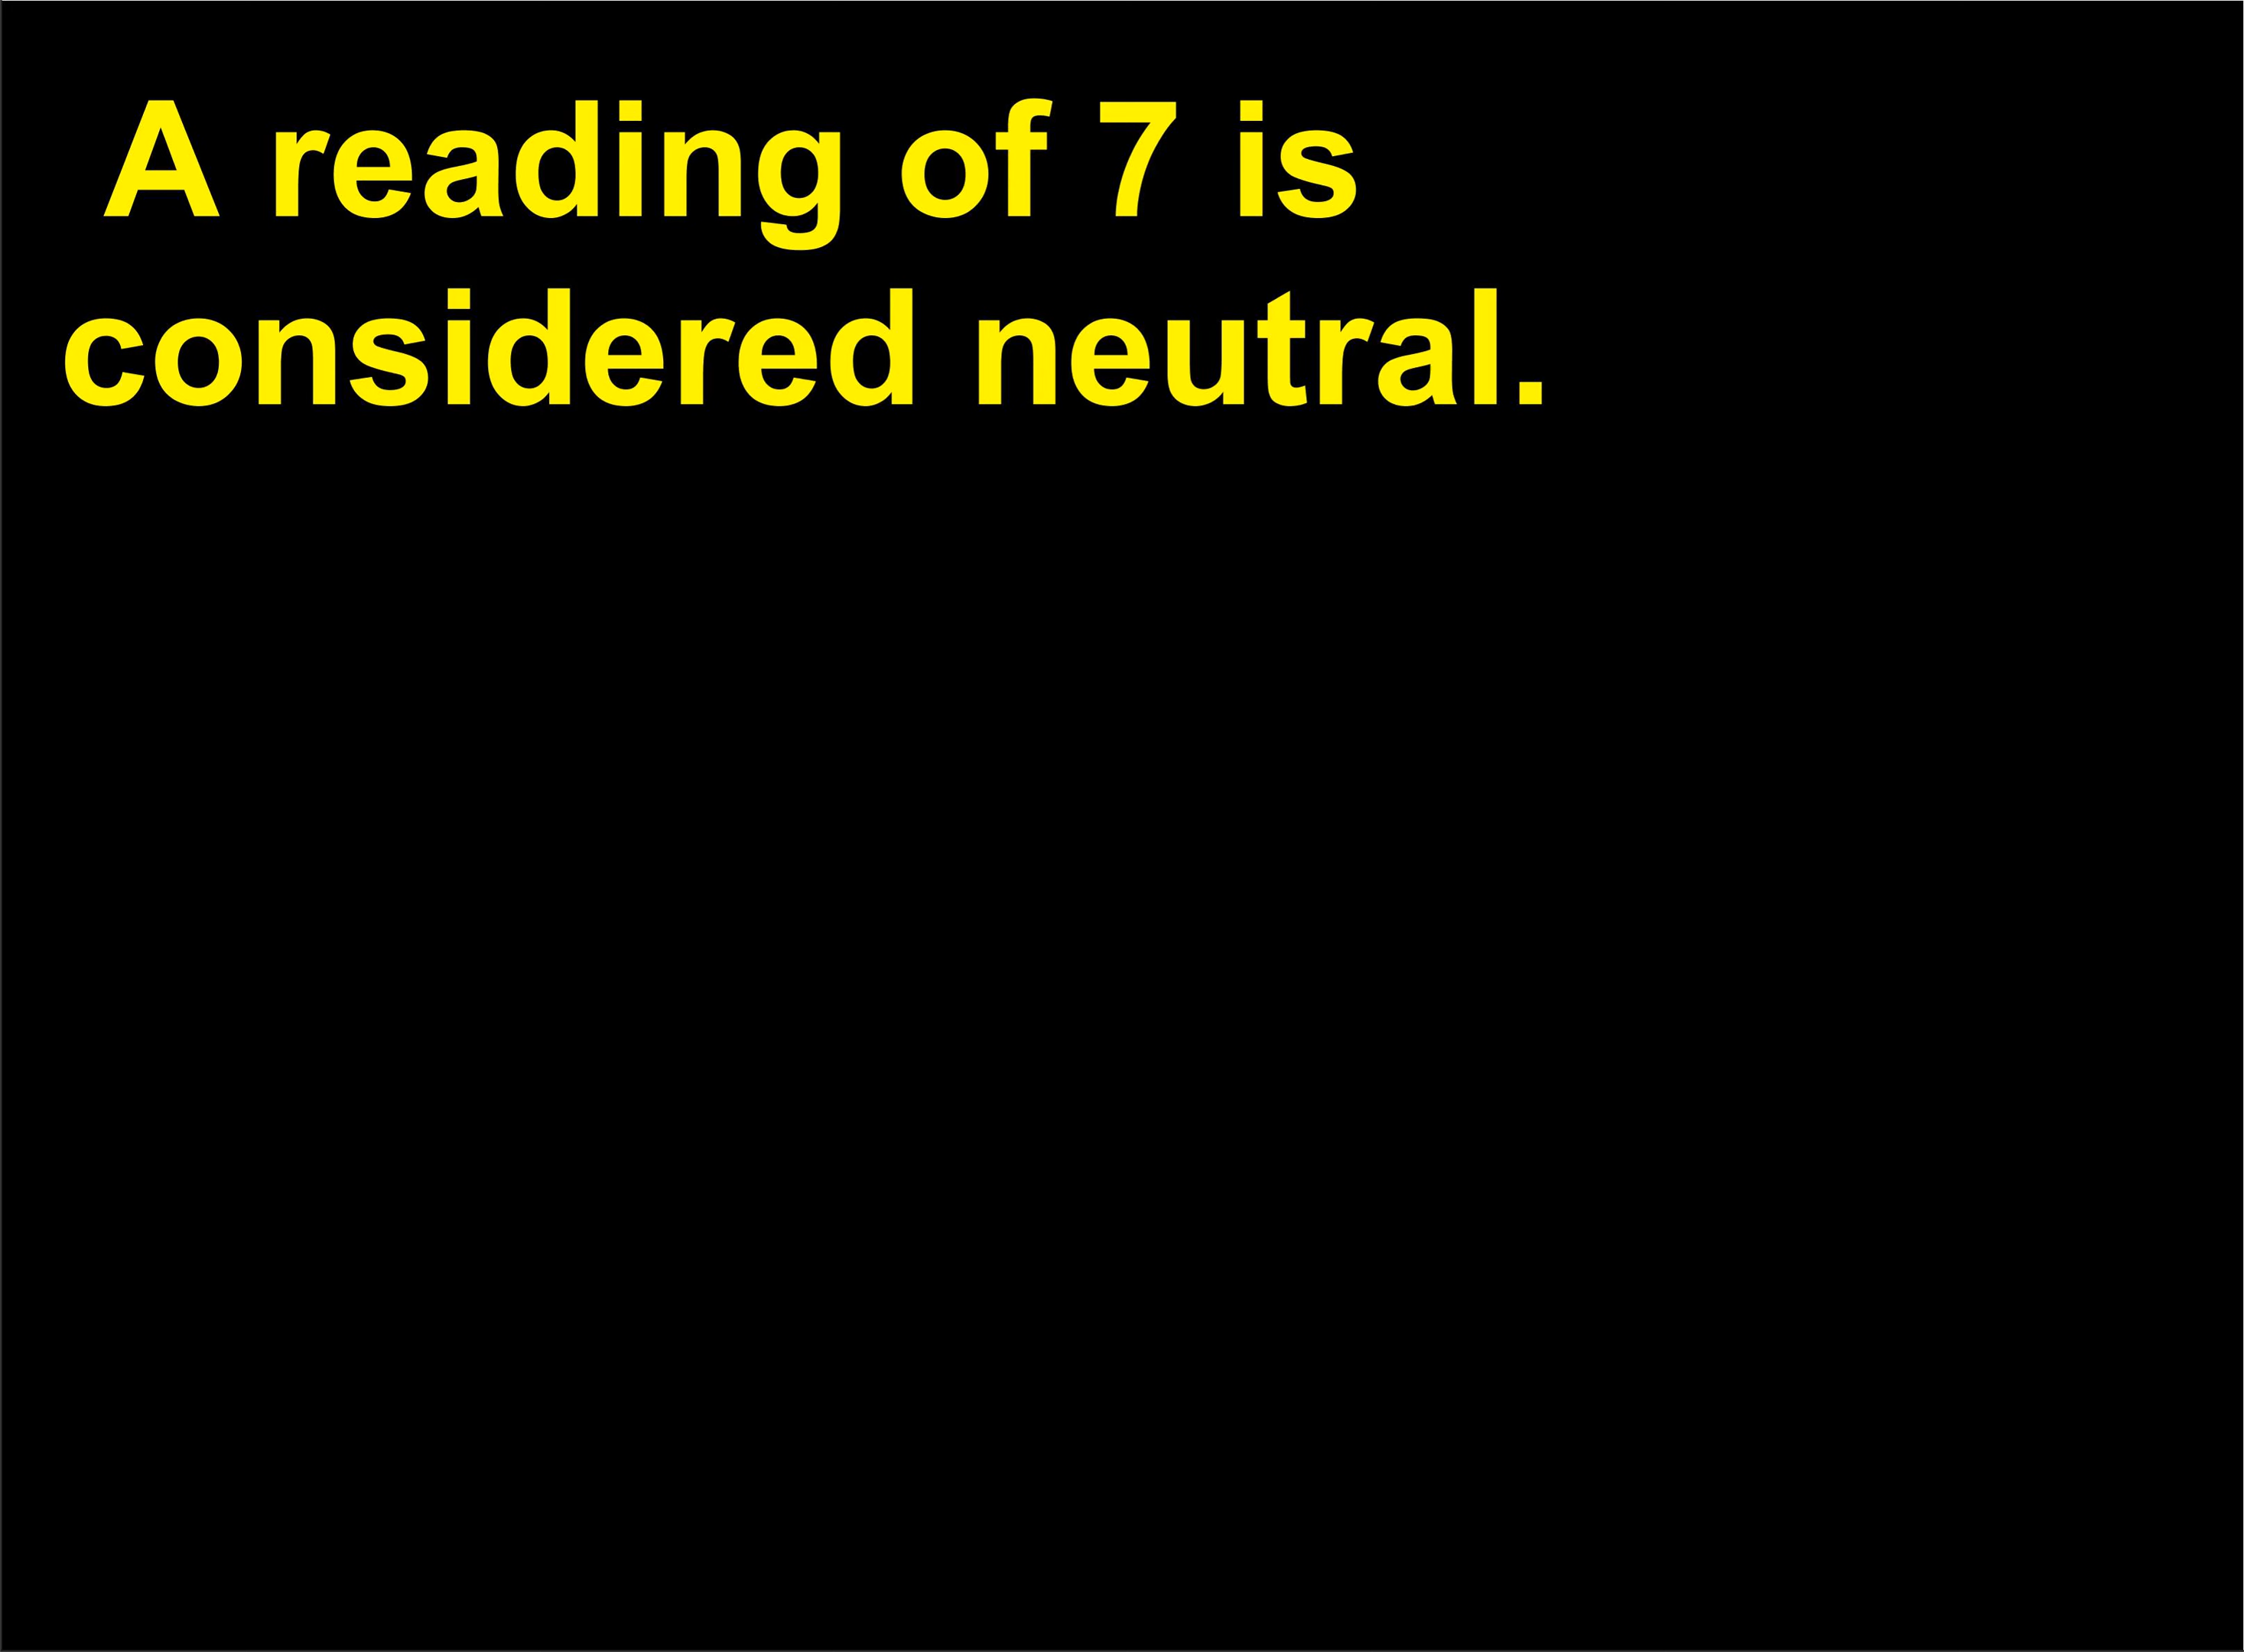 A reading of 7 is
considered neutral.